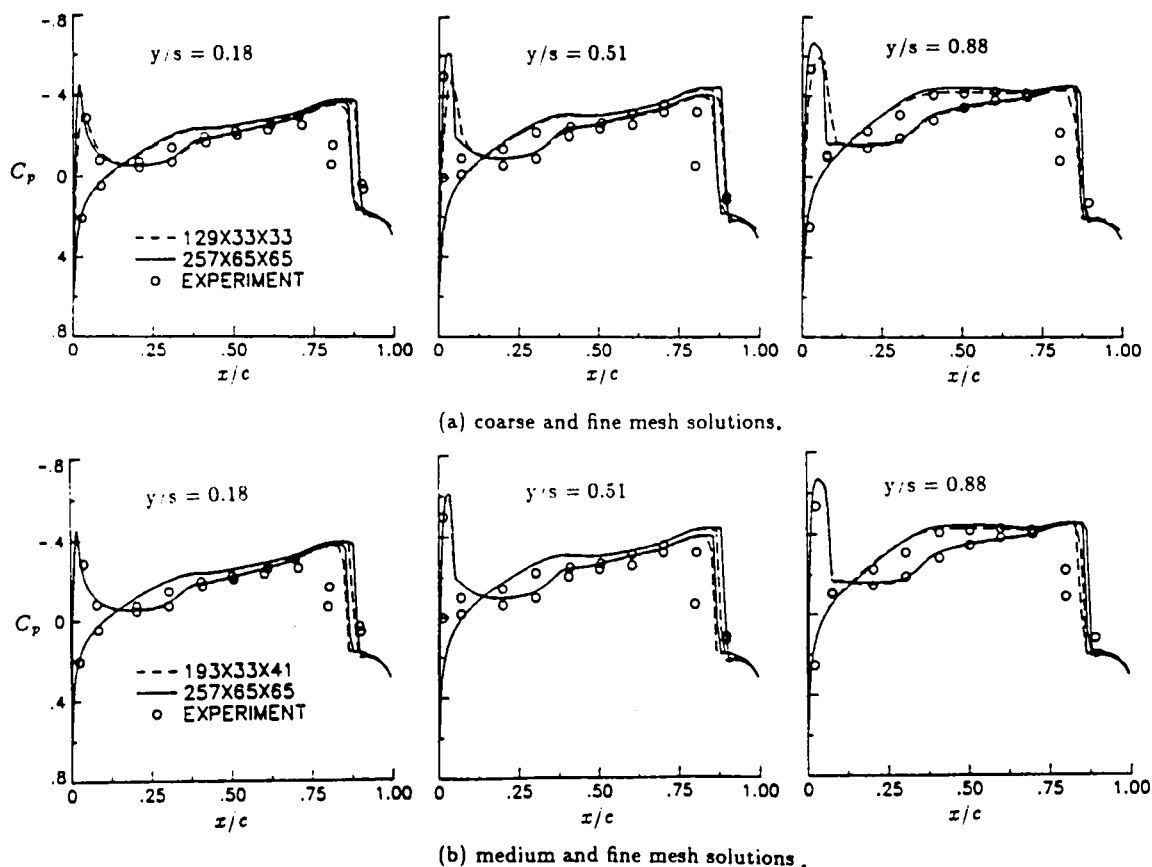 -.8
-.4
C_p
0
.4
.8
y/s = 0.18
129X33X33
257X65X65
EXPERIMENT
0 .25 .50 .75 1.00
x/c
y/s = 0.51
0 .25 .50 .75 1.00
x/c
y/s = 0.88
0 .25 .50 .75 1.00
x/c
(a) coarse and fine mesh solutions.
-.8
-.4
C_p
0
.4
.8
y/s = 0.18
193X33X41
257X65X65
EXPERIMENT
0 .25 .50 .75 1.00
x/c
y/s = 0.51
0 .25 .50 .75 1.00
x/c
y/s = 0.88
0 .25 .50 .75 1.00
x/c
(b) medium and fine mesh solutions.